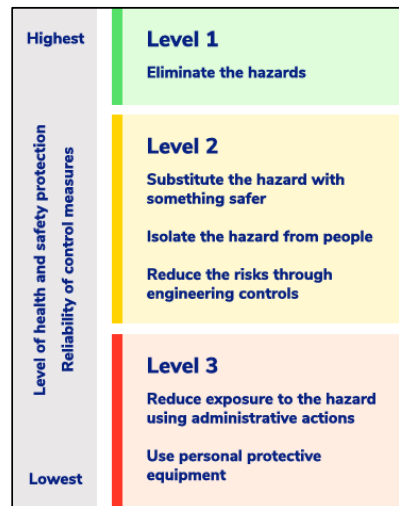 Highest
Level of health and safety protection
Reliability of control measures
Lowest
Level 1
Eliminate the hazards
Level 2
Substitute the hazard with
something safer
Isolate the hazard from people
Reduce the risks through
engineering controls
Level 3
Reduce exposure to the hazard
using administrative actions
Use personal protective
equipment